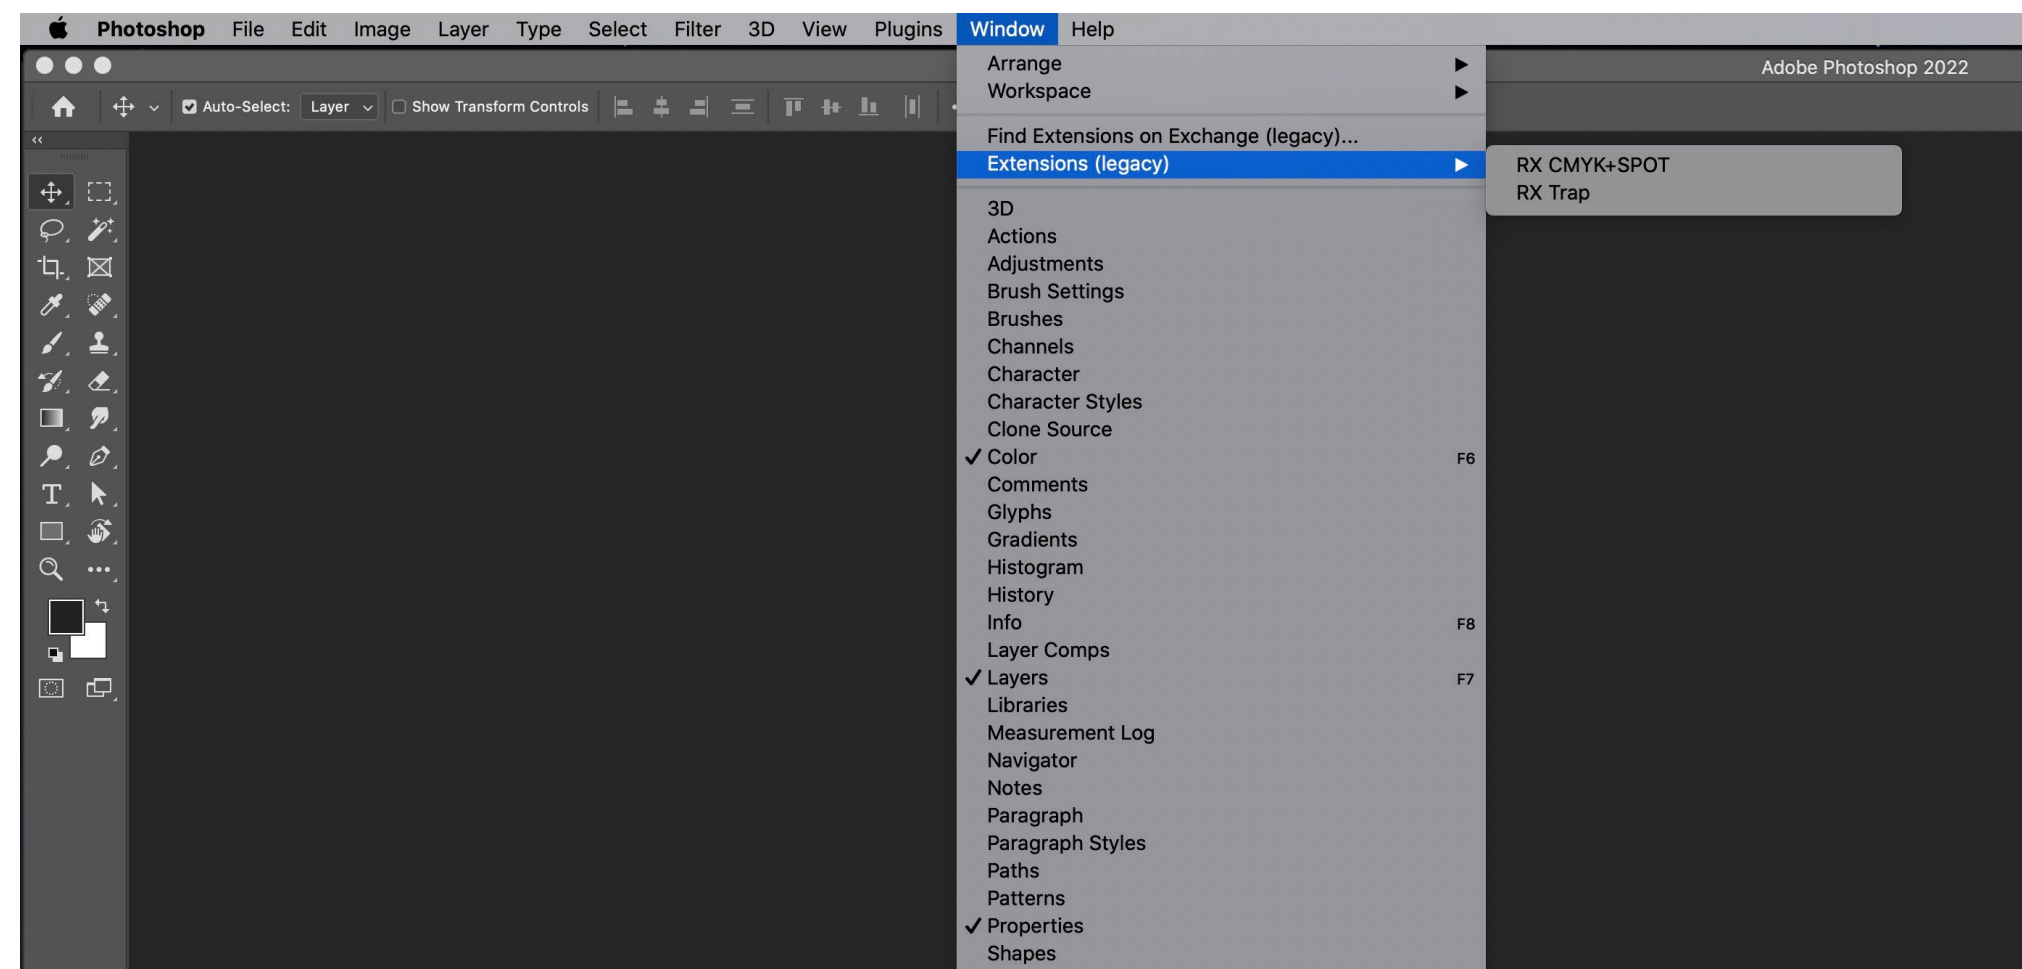 Photoshop File Edit Image Layer Type Select Filter 3D View Plugins Window Help
Adobe Photoshop 2022
Auto-Select: Layer Show Transform Controls
Arrange
Workspace
Find Extensions on Exchange (legacy)...
Extensions (legacy)
RX CMYK+SPOT
RX Trap
3D
Actions
Adjustments
Brush Settings
Brushes
Channels
Character
Character Styles
Clone Source
Color F6
Comments
Glyphs
Gradients
Histogram
History
Info F8
Layer Comps
Layers F7
Libraries
Measurement Log
Navigator
Notes
Paragraph
Paragraph Styles
Paths
Patterns
Properties
Shapes